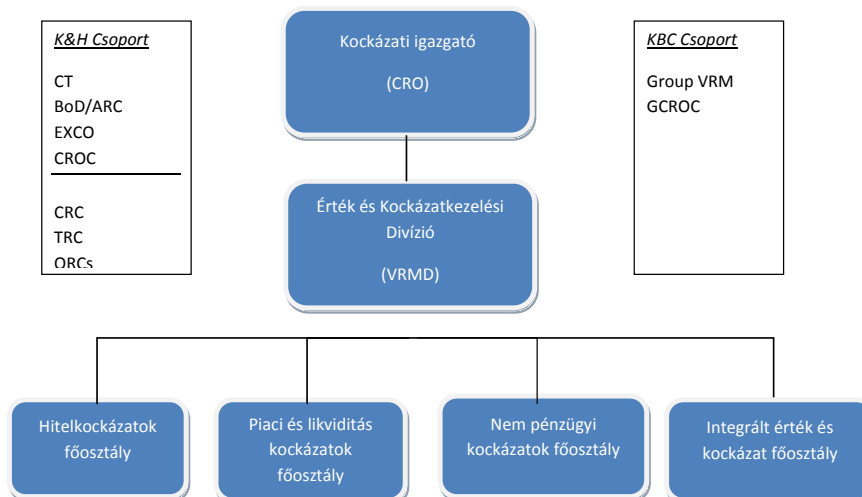 K&H Csoport
CT
BoD/ARC
EXCO
CROC
CRC
TRC
ORCs
Kockázati igazgató
(CRO)
KBC Csoport
Group VRM
GCROC
Érték és Kockázatkezelési
Divízió
(VRMD)
Hitelkockázatok
főosztály
Piaci és likviditás
kockázatok
főosztály
Nem pénzügyi
kockázatok főosztály
Integrált érték és
kockázat főosztály